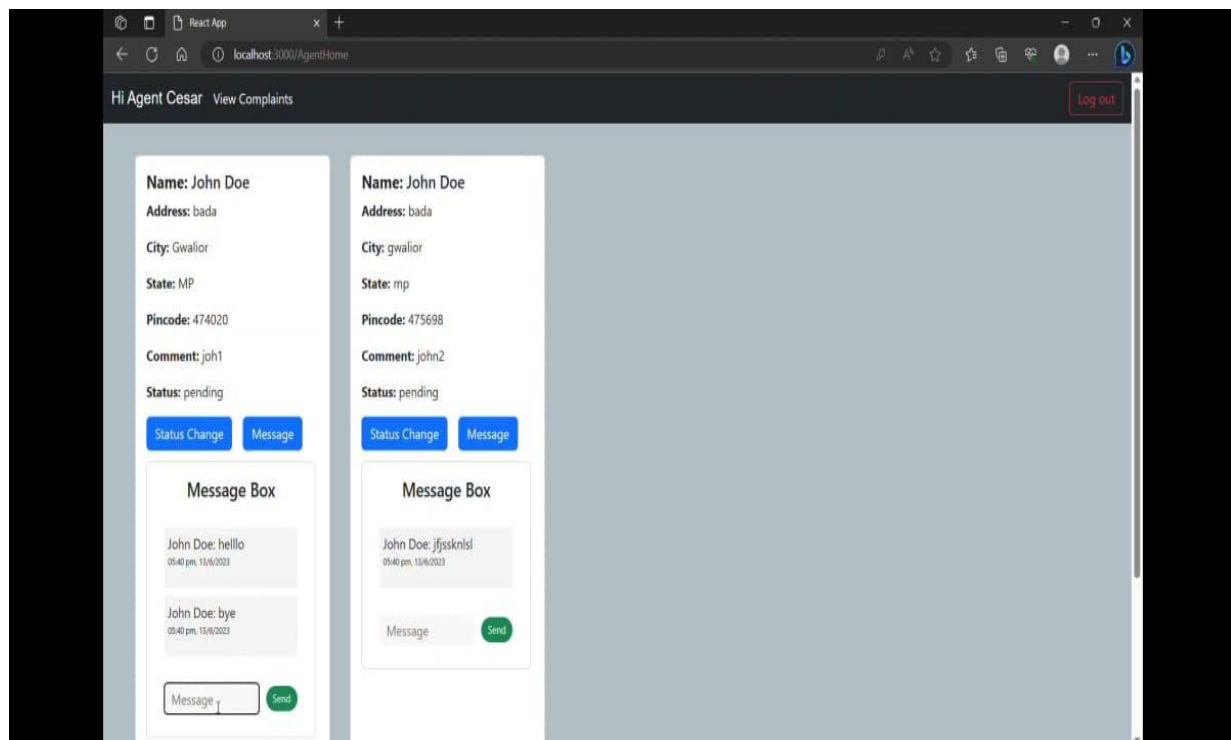 React App
localhost:3000/AgentHome
Hi Agent Cesar View Complaints Log out
Name: John Doe
Address: bada
City: Gwalior
State: MP
Pincode: 474020
Comment: joh1
Status: pending
Status Change Message
Message Box
John Doe: helllo
05:40 pm, 13/6/2023
John Doe: bye
05:40 pm, 13/6/2023
Message Send
Name: John Doe
Address: bada
City: gwalior
State: mp
Pincode: 475698
Comment: john2
Status: pending
Status Change Message
Message Box
John Doe: jfjssknlsl
05:40 pm, 13/6/2023
Message Send